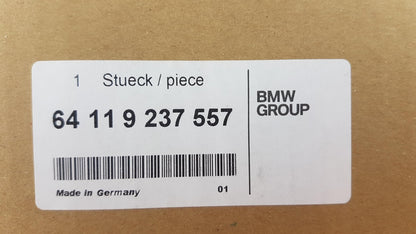 1 Stueck / piece
64 11 9 237 557
BMW
GROUP
Made in Germany 01